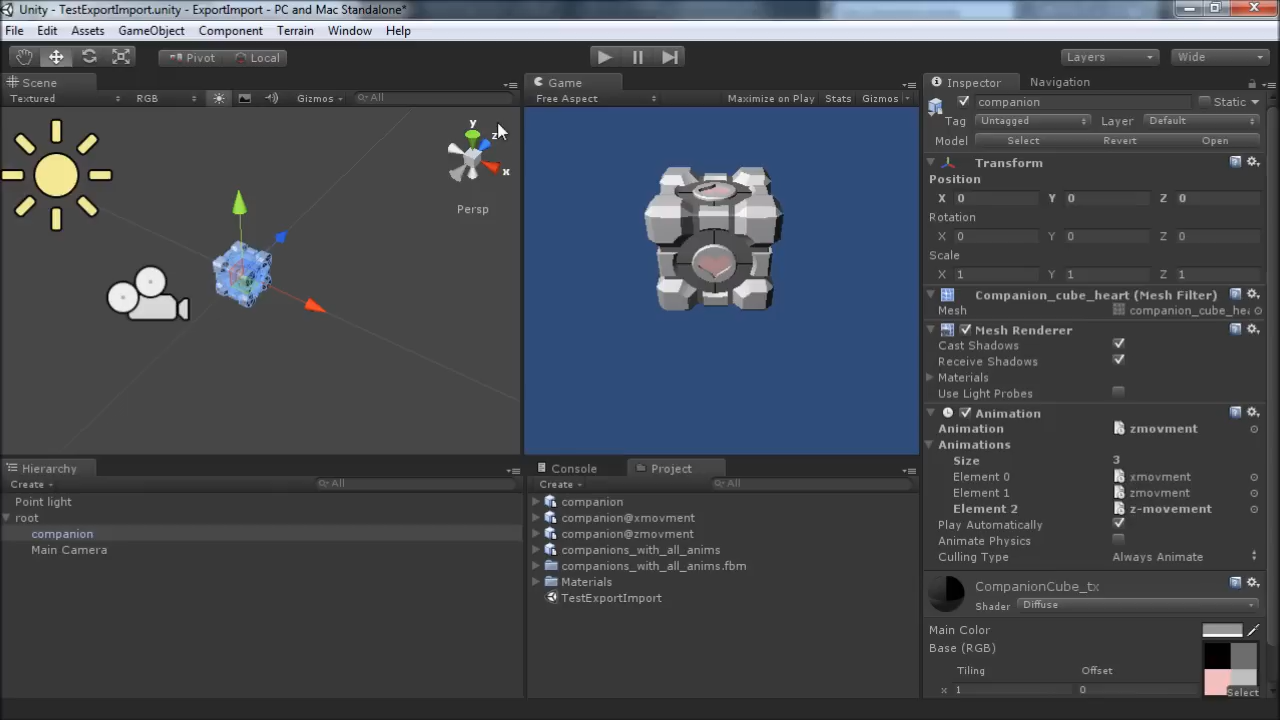 Unity - TestExportImport.unity - ExportImport - PC and Mac Standalone*
File Edit Assets GameObject Component Terrain Window Help
Pivot Local Layers Wide
Scene
Textured RGB Gizmos All
y
z
x
Persp
Game
Free Aspect Maximize on Play Stats Gizmos
Inspector Navigation
companion Static
Tag Untagged Layer Default
Model Select Revert Open
Transform
Position
X 0 Y 0 Z 0
Rotation
X 0 Y 0 Z 0
Scale
X 1 Y 1 Z 1
Companion_cube_heart (Mesh Filter)
Mesh companion_cube_hea
Mesh Renderer
Cast Shadows
Receive Shadows
Materials
Use Light Probes
Animation
Animation zmovment
Animations
Size 3
Element 0 xmovment
Element 1 zmovment
Element 2 z-movement
Play Automatically
Animate Physics
Culling Type Always Animate
CompanionCube_tx
Shader Diffuse
Main Color
Base (RGB)
Tiling Offset
x 1 0
Select
Hierarchy
Create All
Point light
root
companion
Main Camera
Console Project
Create All
companion
companion@xmovment
companion@zmovment
companions_with_all_anims
companions_with_all_anims.fbm
Materials
TestExportImport